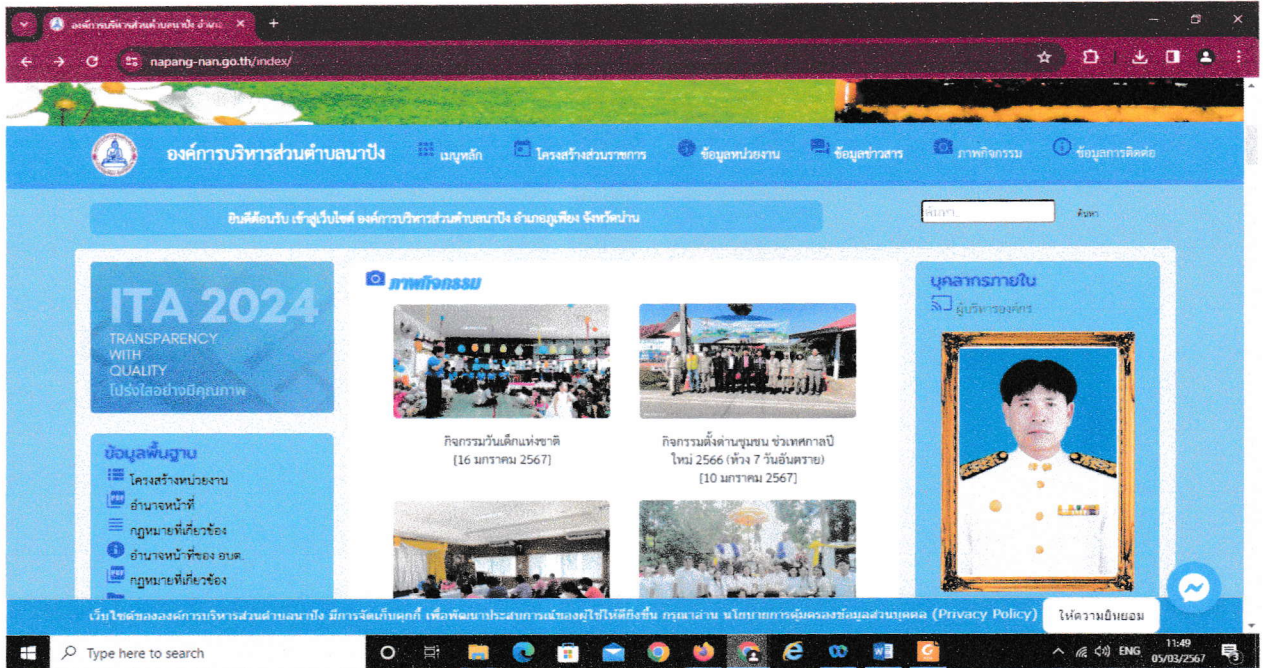 องค์การบริหารส่วนตำบลนาปัง อำเภ
napang-nan.go.th/index/
องค์การบริหารส่วนตำบลนาปัง
เมนูหลัก
โครงสร้างส่วนราชการ
ข้อมูลหน่วยงาน
ข้อมูลข่าวสาร
ภาพกิจกรรม
ข้อมูลการติดต่อ
ยินดีต้อนรับ เข้าสู่เว็บไซต์ องค์การบริหารส่วนตำบลนาปัง อำเภอภูเพียง จังหวัดน่าน
ค้นหา..
ค้นหา
ITA 2024
TRANSPARENCY
WITH
QUALITY
โปร่งใสอย่างมีคุณภาพ
ข้อมูลพื้นฐาน
โครงสร้างหน่วยงาน
อำนาจหน้าที่
กฎหมายที่เกี่ยวข้อง
อำนาจหน้าที่ของ อบต.
กฎหมายที่เกี่ยวข้อง
ภาพกิจกรรม
กิจกรรมวันเด็กแห่งชาติ
[16 มกราคม 2567]
กิจกรรมตั้งด่านชุมชน ช่วเทศกาลปี
ใหม่ 2566 (ห้วง 7 วันอันตราย)
[10 มกราคม 2567]
บุคลากรภายใน
ผู้บริหารองค์กร
เว็บไซต์ขององค์การบริหารส่วนตำบลนาปัง มีการจัดเก็บคุกกี้ เพื่อพัฒนาประสบการณ์ของผู้ใช้ให้ดียิ่งขึ้น กรุณาอ่าน นโยบายการคุ้มครองข้อมูลส่วนบุคคล (Privacy Policy)
ให้ความยินยอม
Type here to search
ENG
11:49
05/03/2567